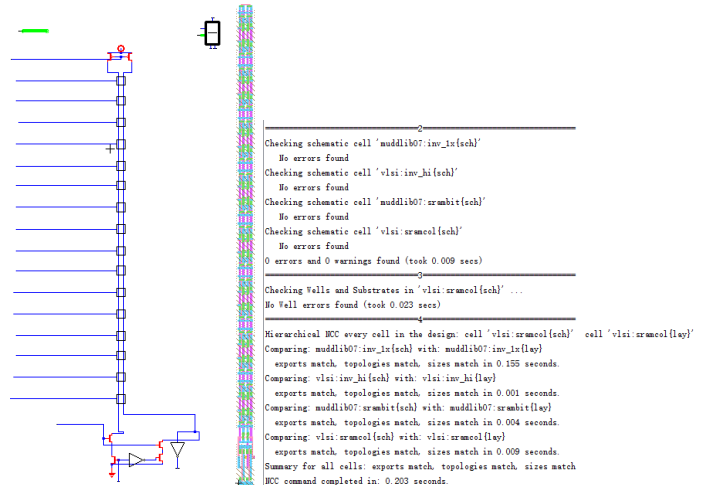 2
Checking schematic cell 'muddlib07:inv_1x{sch}'
No errors found
Checking schematic cell 'vlsi:inv_hi{sch}'
No errors found
Checking schematic cell 'muddlib07:srambit{sch}'
No errors found
Checking schematic cell 'vlsi:sramcol{sch}'
No errors found
0 errors and 0 warnings found (took 0.009 secs)
3
Checking Wells and Substrates in 'vlsi:sramcol{sch}' ...
No Well errors found (took 0.023 secs)
4
Hierarchical NCC every cell in the design: cell 'vlsi:sramcol{sch}' cell 'vlsi:sramcol{lay}'
Comparing: muddlib07:inv_1x{sch} with: muddlib07:inv_1x{lay}
exports match, topologies match, sizes match in 0.155 seconds.
Comparing: vlsi:inv_hi{sch} with: vlsi:inv_hi{lay}
exports match, topologies match, sizes match in 0.001 seconds.
Comparing: muddlib07:srambit{sch} with: muddlib07:srambit{lay}
exports match, topologies match, sizes match in 0.004 seconds.
Comparing: vlsi:sramcol{sch} with: vlsi:sramcol{lay}
exports match, topologies match, sizes match in 0.009 seconds.
Summary for all cells: exports match, topologies match, sizes match
NCC command completed in: 0.203 seconds.